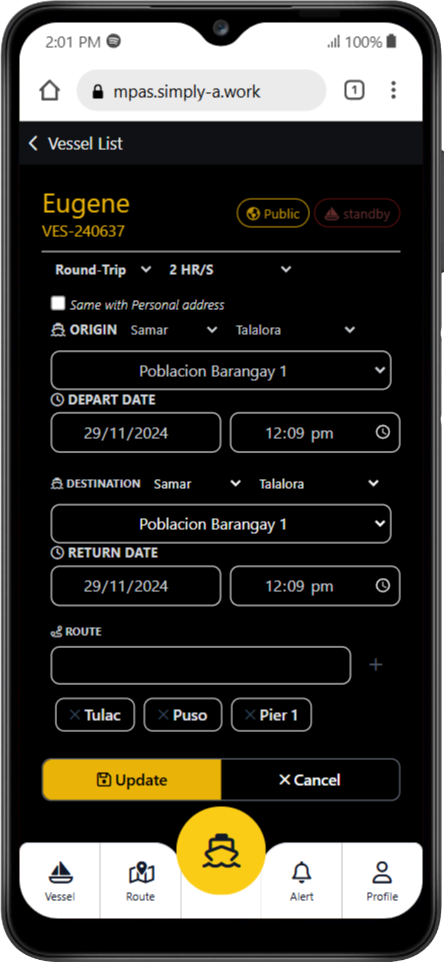 2:01 PM 100%
mpas.simply-a.work 1
Vessel List
Eugene
VES-240637
Public standby
Round-Trip 2 HR/S
Same with Personal address
ORIGIN Samar Talalora
Poblacion Barangay 1
DEPART DATE
29/11/2024 12:09 pm
DESTINATION Samar Talalora
Poblacion Barangay 1
RETURN DATE
29/11/2024 12:09 pm
ROUTE
Tulac Puso Pier 1
Update Cancel
Vessel Route Alert Profile